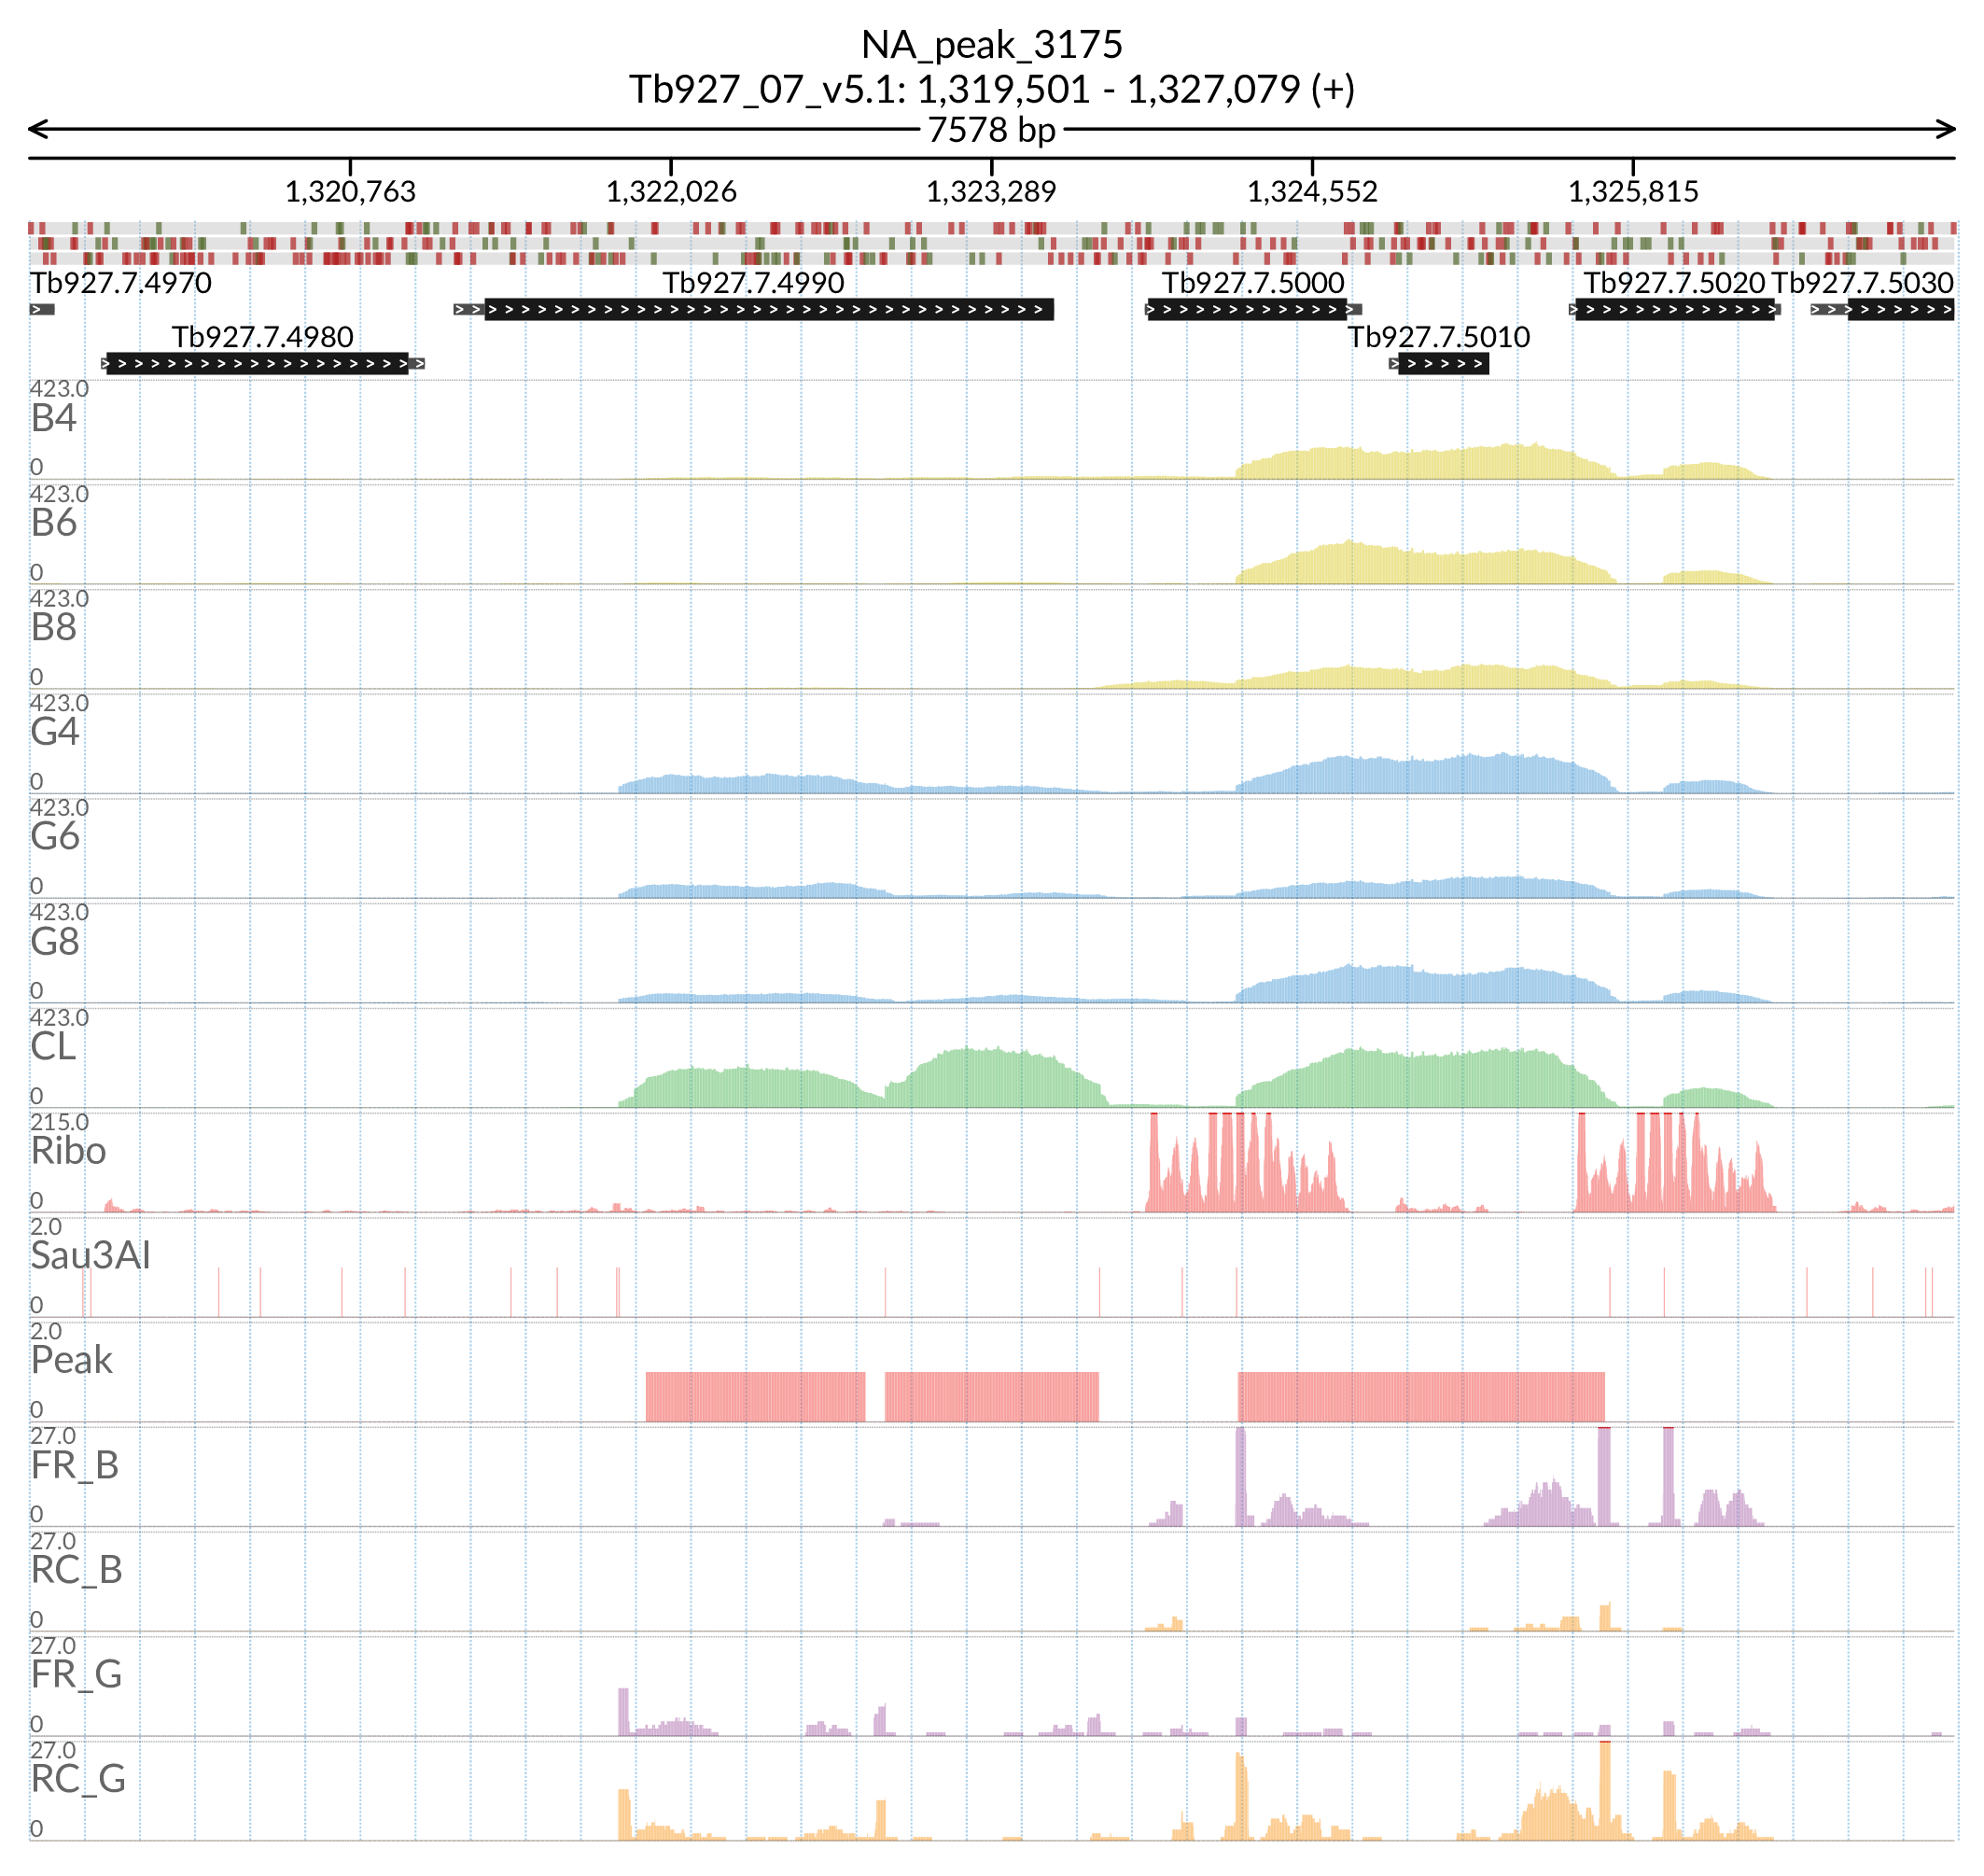 NA_peak_3175
Tb927_07_v5.1: 1,319,501 - 1,327,079 (+)
7578 bp
1,320,763 1,322,026 1,323,289 1,324,552 1,325,815
Tb927.7.4970 Tb927.7.4990 Tb927.7.5000 Tb927.7.5020 Tb927.7.5030
Tb927.7.4980 Tb927.7.5010
423.0
B4
0
423.0
B6
0
423.0
B8
0
423.0
G4
0
423.0
G6
0
423.0
G8
0
423.0
CL
0
215.0
Ribo
0
2.0
Sau3AI
0
2.0
Peak
0
27.0
FR_B
0
27.0
RC_B
0
27.0
FR_G
0
27.0
RC_G
0